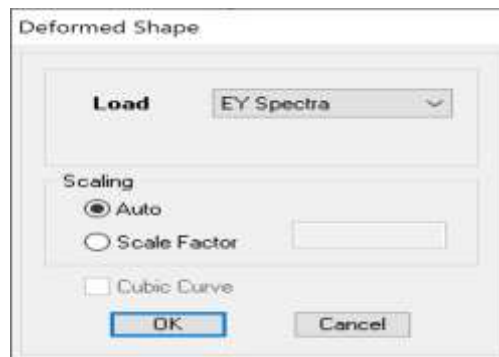 Deformed Shape
Load EY Spectra
Scaling
Auto
Scale Factor
Cubic Curve
OK Cancel